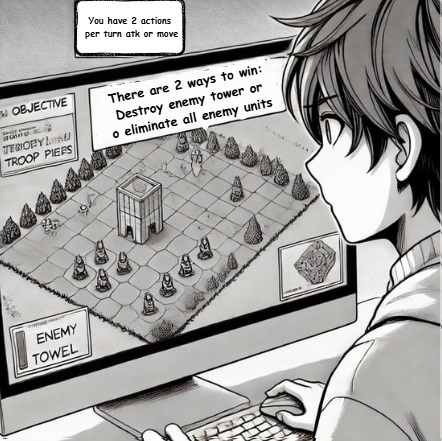 You have 2 actions
per turn atk or move
There are 2 ways to win:
Destroy enemy tower or
o eliminate all enemy units
OBJECTIVE
TROOP
ENEMY
TOWEL